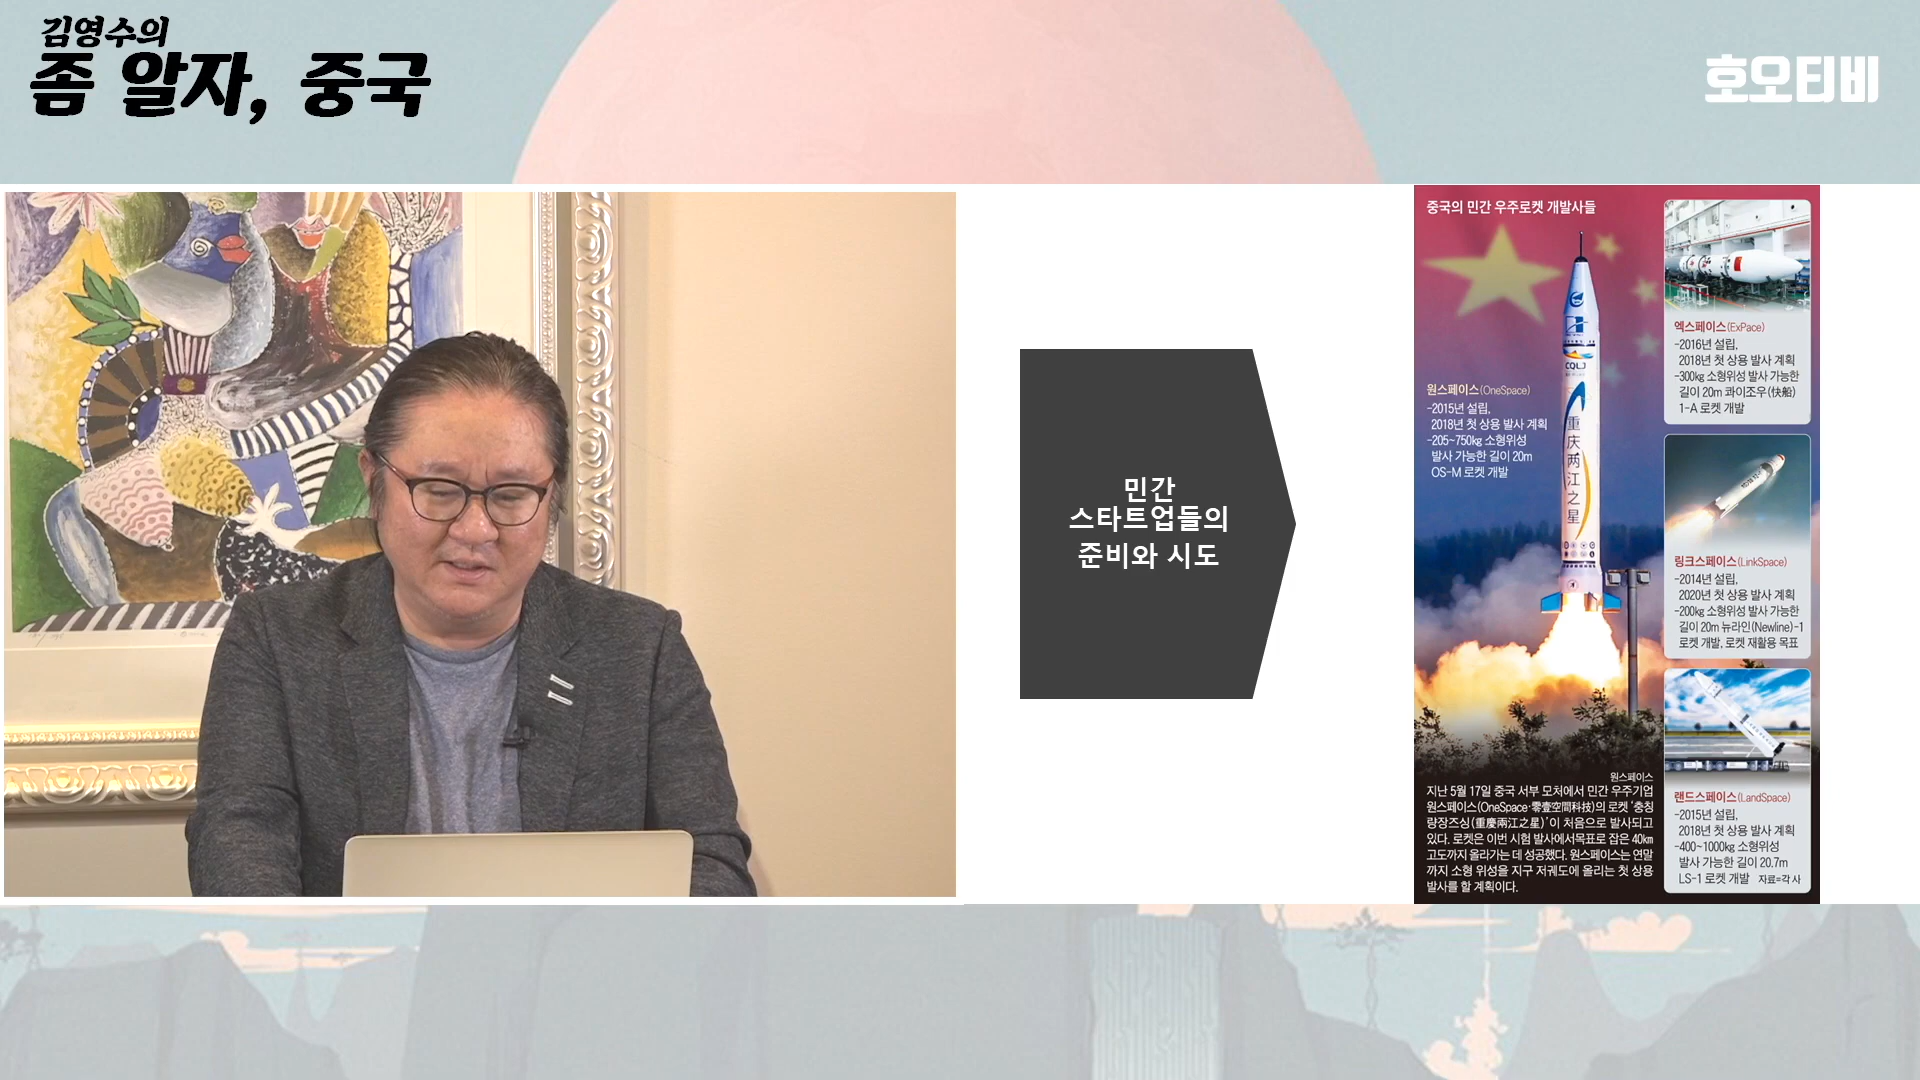 김영수의
좀 알자, 중국
호오티비
민간
스타트업들의
준비와 시도
중국의 민간 우주로켓 개발사들
원스페이스(OneSpace)
-2015년 설립,
2018년 첫 상용 발사 계획
-205~750kg 소형위성
발사 가능한 길이 20m
OS-M 로켓 개발
CQLJ
重庆两江之星
원스페이스
지난 5월 17일 중국 서부 모처에서 민간 우주기업
원스페이스(OneSpace·零壹空間科技)의 로켓 '충칭
량장즈싱(重慶兩江之星)'이 처음으로 발사되고
있다. 로켓은 이번 시험 발사에서목표로 잡은 40km
고도까지 올라가는 데 성공했다. 원스페이스는 연말
까지 소형 위성을 지구 저궤도에 올리는 첫 상용
발사를 할 계획이다.
엑스페이스(ExPace)
-2016년 설립,
2018년 첫 상용 발사 계획
-300kg 소형위성 발사 가능한
길이 20m 콰이조우(快船)
1-A 로켓 개발
링크스페이스(LinkSpace)
-2014년 설립,
2020년 첫 상용 발사 계획
-200kg 소형위성 발사 가능한
길이 20m 뉴라인(Newline)-1
로켓 개발, 로켓 재활용 목표
랜드스페이스(LandSpace)
-2015년 설립,
2018년 첫 상용 발사 계획
-400~1000kg 소형위성
발사 가능한 길이 20.7m
LS-1 로켓 개발 자료=각 사